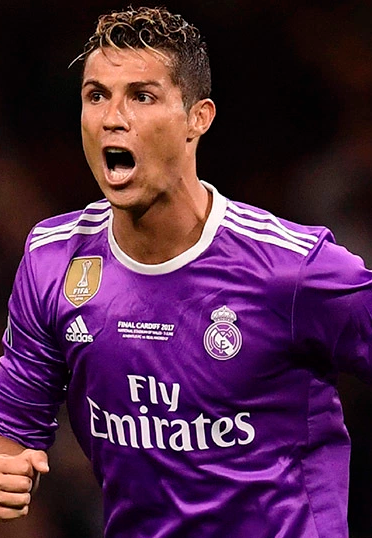 FIFA
adidas
FINAL CARDIFF 2017
Fly
Emirates